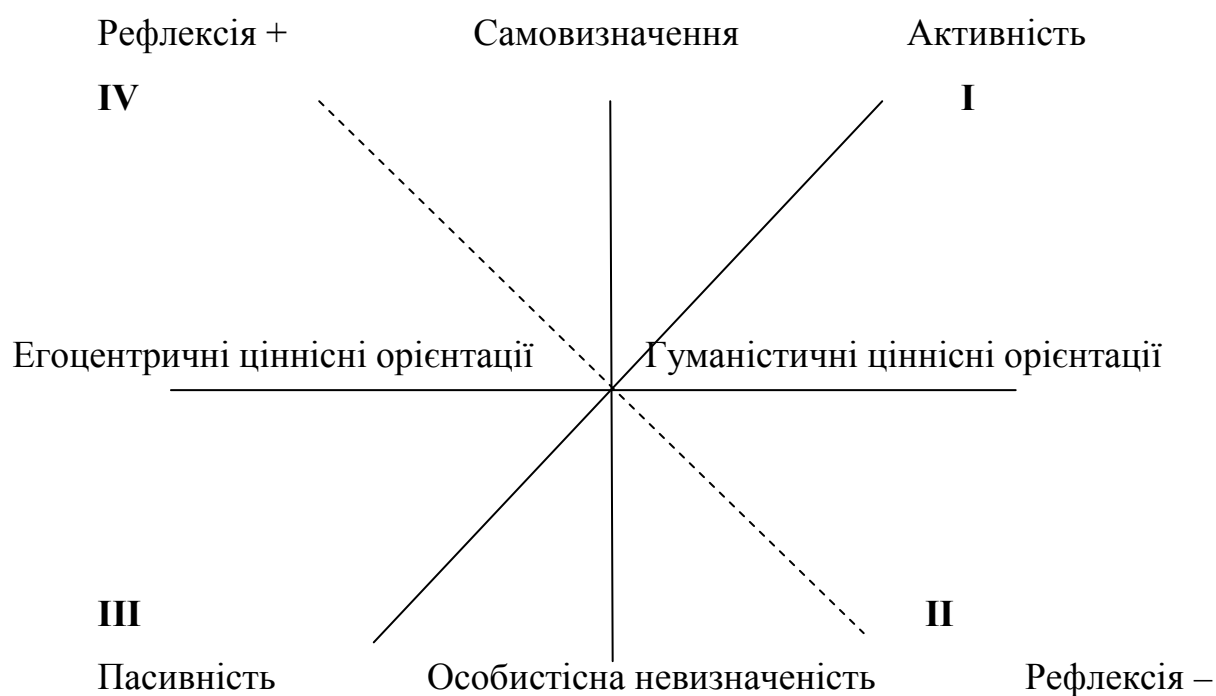 Рефлексія + Самовизначення Активність
IV I
Егоцентричні ціннісні орієнтації Гуманістичні ціннісні орієнтації
III II
Пасивність Особистісна невизначеність Рефлексія –